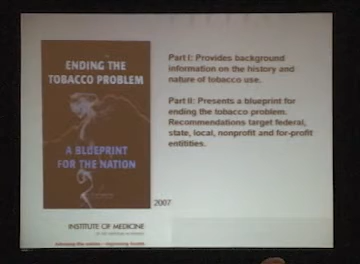 ENDING THE
TOBACCO PROBLEM
A BLUEPRINT
FOR THE NATION
Part I: Provides background
information on the history and
nature of tobacco use.
Part II: Presents a blueprint for
ending the tobacco problem.
Recommendations target federal,
state, local, nonprofit and for-profit
entitities.
2007
INSTITUTE OF MEDICINE